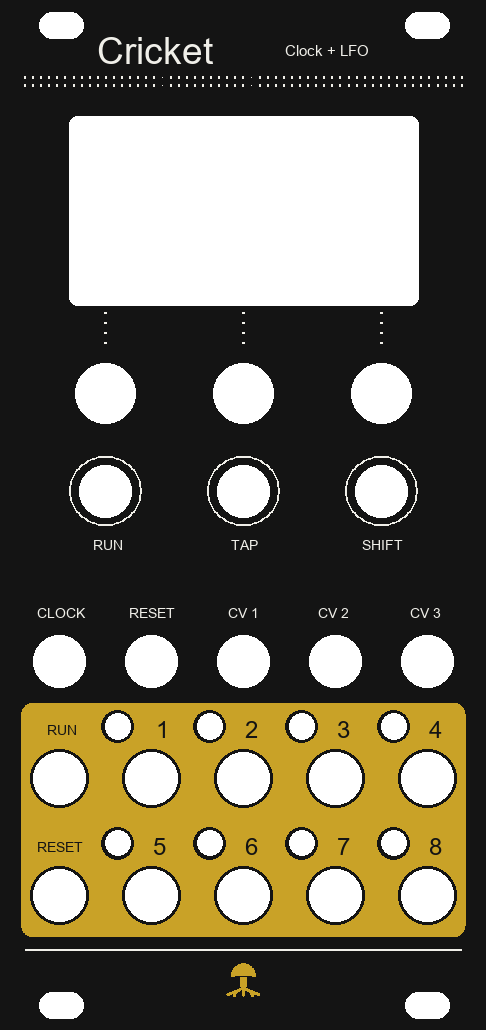 Cricket Clock + LFO
RUN TAP SHIFT
CLOCK RESET CV 1 CV 2 CV 3
RUN 1 2 3 4
RESET 5 6 7 8